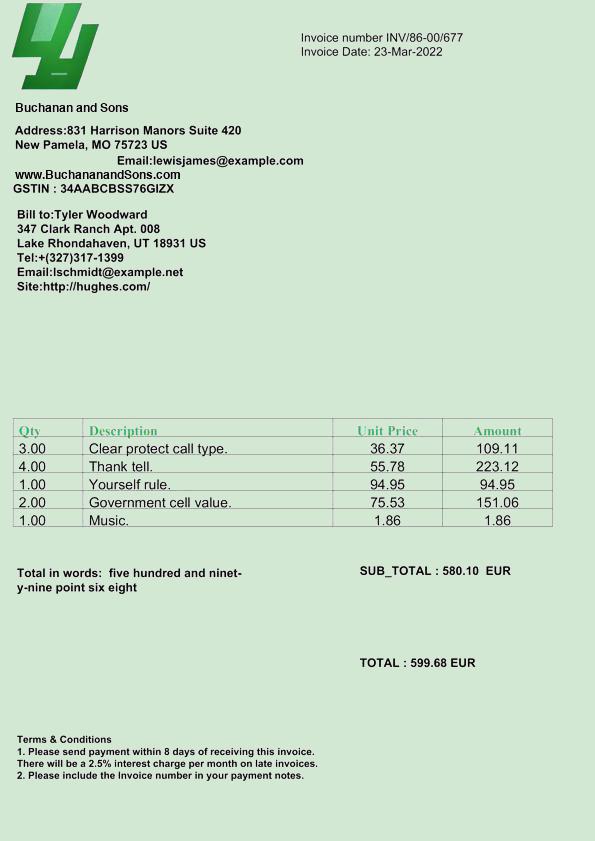 Invoice number INV/86-00/677
Invoice Date: 23-Mar-2022
Buchanan and Sons
Address:831 Harrison Manors Suite 420
New Pamela, MO 75723 US
Email:lewisjames@example.com
www.BuchananandSons.com
GSTIN : 34AABCBSS76GIZX
Bill to:Tyler Woodward
347 Clark Ranch Apt. 008
Lake Rhondahaven, UT 18931 US
Tel:+(327)317-1399
Email:lschmidt@example.net
Site:http://hughes.com/
Qty Description Unit Price Amount
3.00 Clear protect call type. 36.37 109.11
4.00 Thank tell. 55.78 223.12
1.00 Yourself rule. 94.95 94.95
2.00 Government cell value. 75.53 151.06
1.00 Music. 1.86 1.86
Total in words:  five hundred and ninet-
y-nine point six eight
SUB_TOTAL : 580.10  EUR
TOTAL : 599.68 EUR
Terms & Conditions
1. Please send payment within 8 days of receiving this invoice.
There will be a 2.5% interest charge per month on late invoices.
2. Please include the Invoice number in your payment notes.